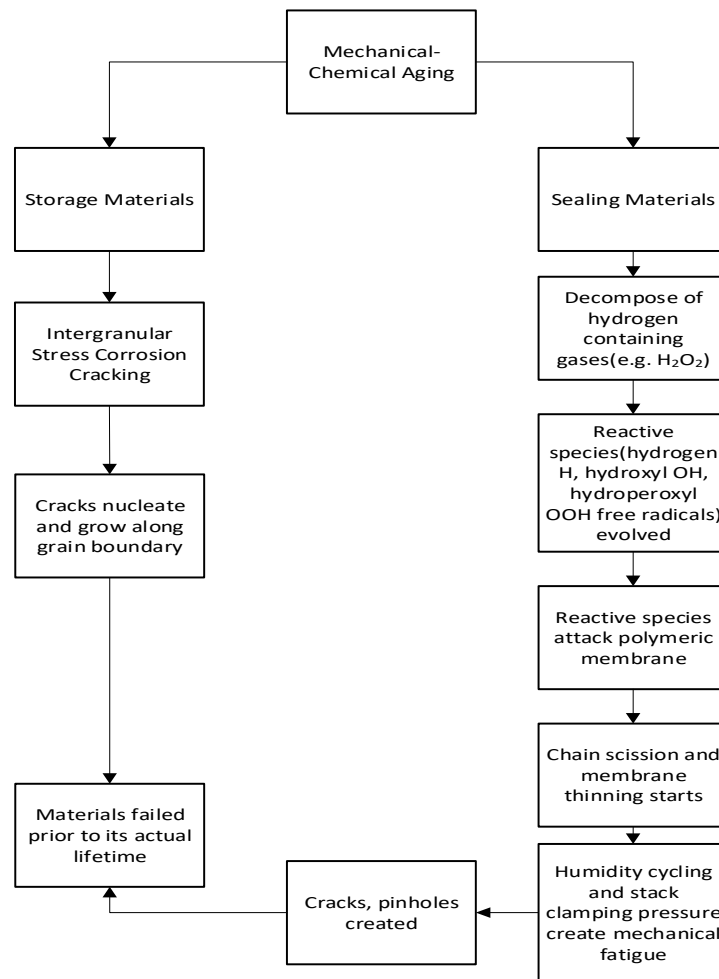 Mechanical-
Chemical Aging
Storage Materials
Intergranular
Stress Corrosion
Cracking
Cracks nucleate
and grow along
grain boundary
Materials failed
prior to its actual
lifetime
Sealing Materials
Decompose of
hydrogen
containing
gases(e.g. H₂O₂)
Reactive
species(hydrogen
H, hydroxyl OH,
hydroperoxyl
OOH free radicals)
evolved
Reactive species
attack polymeric
membrane
Chain scission and
membrane
thinning starts
Humidity cycling
and stack
clamping pressure
create mechanical
fatigue
Cracks, pinholes
created